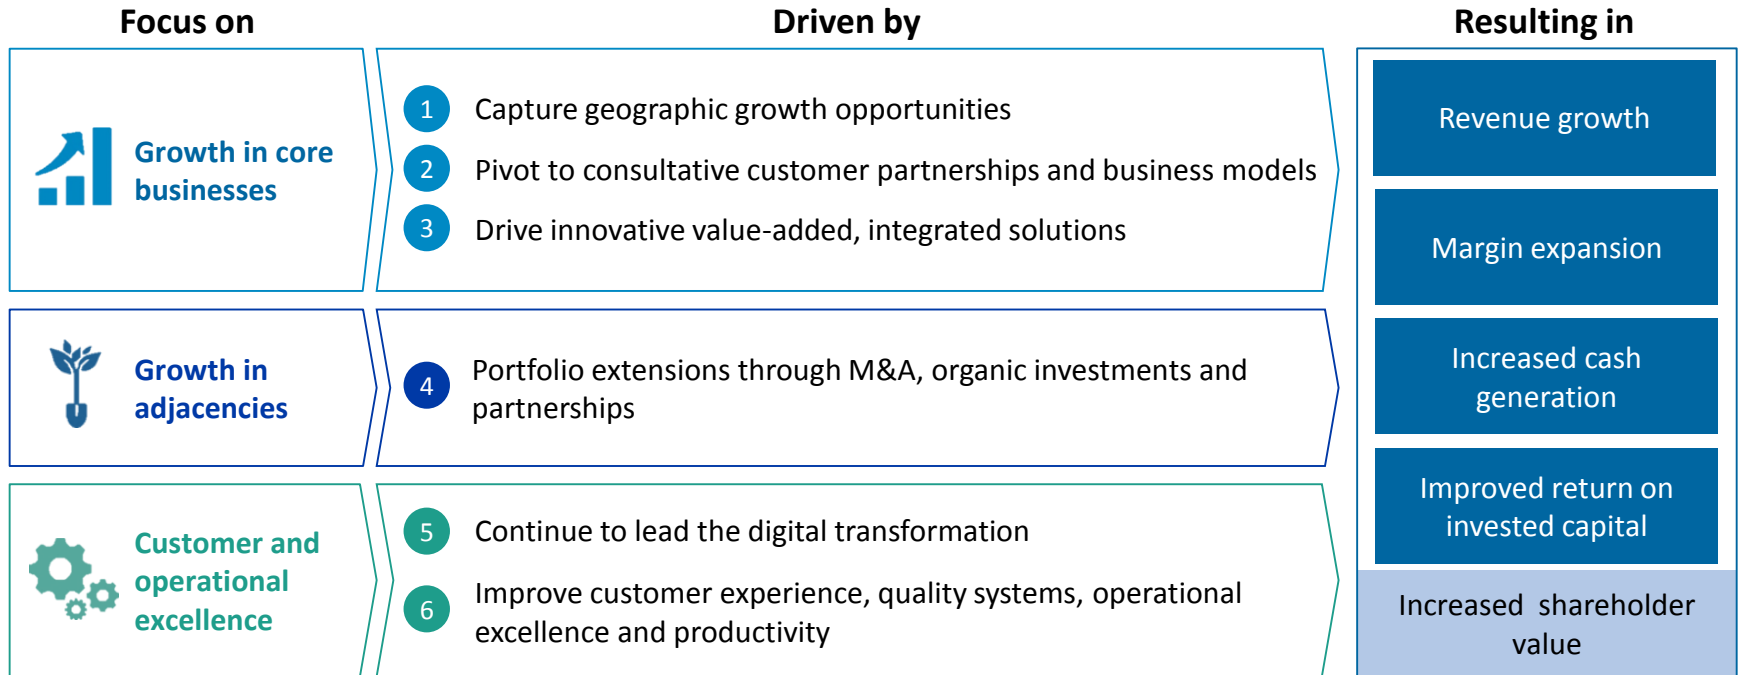 Focus on
Driven by
Resulting in
Growth in core
businesses
1 Capture geographic growth opportunities
2 Pivot to consultative customer partnerships and business models
3 Drive innovative value-added, integrated solutions
Growth in
adjacencies
4 Portfolio extensions through M&A, organic investments and
partnerships
Customer and
operational
excellence
5 Continue to lead the digital transformation
6 Improve customer experience, quality systems, operational
excellence and productivity
Revenue growth
Margin expansion
Increased cash
generation
Improved return on
invested capital
Increased shareholder
value